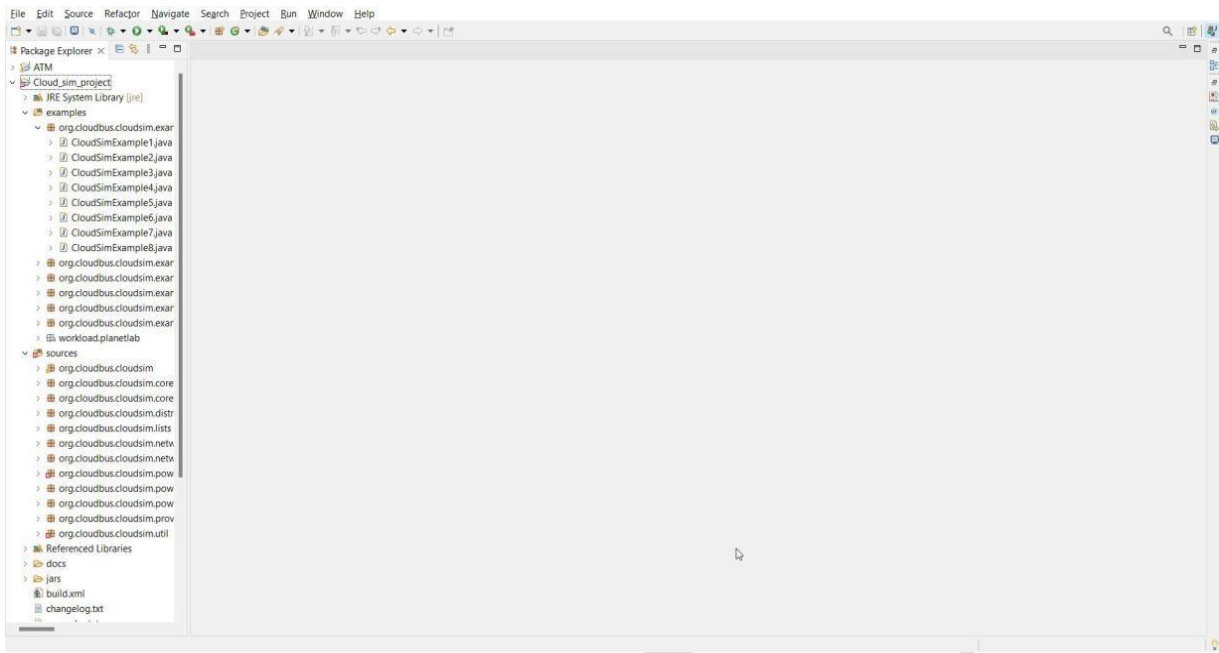 File Edit Source Refactor Navigate Search Project Run Window Help
Package Explorer
ATM
Cloud_sim_project
JRE System Library [jre]
examples
org.cloudbus.cloudsim.exar
CloudSimExample1.java
CloudSimExample2.java
CloudSimExample3.java
CloudSimExample4.java
CloudSimExample5.java
CloudSimExample6.java
CloudSimExample7.java
CloudSimExample8.java
org.cloudbus.cloudsim.exar
org.cloudbus.cloudsim.exar
org.cloudbus.cloudsim.exar
org.cloudbus.cloudsim.exar
org.cloudbus.cloudsim.exar
workload.planetlab
sources
org.cloudbus.cloudsim
org.cloudbus.cloudsim.core
org.cloudbus.cloudsim.core
org.cloudbus.cloudsim.distr
org.cloudbus.cloudsim.lists
org.cloudbus.cloudsim.netw
org.cloudbus.cloudsim.netw
org.cloudbus.cloudsim.pow
org.cloudbus.cloudsim.pow
org.cloudbus.cloudsim.pow
org.cloudbus.cloudsim.prov
org.cloudbus.cloudsim.util
Referenced Libraries
docs
jars
build.xml
changelog.txt